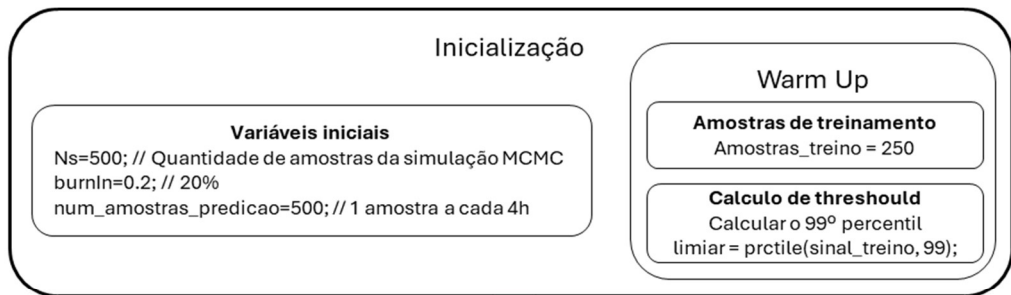 Inicialização
Variáveis iniciais
Ns=500; // Quantidade de amostras da simulação MCMC
burnIn=0.2; // 20%
num_amostras_predicao=500; // 1 amostra a cada 4h
Warm Up
Amostras de treinamento
Amostras_treino = 250
Calculo de threshould
Calcular o 99º percentil
limiar = prctile(sinal_treino, 99);